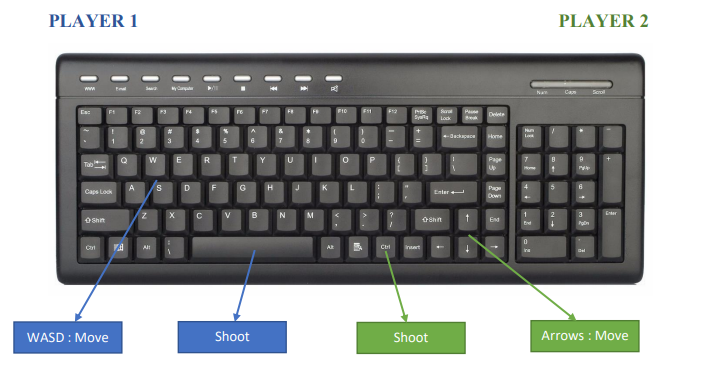 PLAYER 1
PLAYER 2
WWW E-mail Search My Computer
Num Caps Scroll
Esc F1 F2 F3 F4 F5 F6 F7 F8 F9 F10 F11 F12 PrtSc SysRq Scroll Lock Pause Break Delete
~ ! 1 @ 2 # 3 $ 4 % 5 ^ 6 & 7 * 8 ( 9 ) 0 - + = ←Backspace Home Num Lock / * -
Tab Q W E R T Y U I O P { [ } ] | \ Page Up 7 Home 8 ↑ 9 PgUp +
Caps Lock A S D F G H J K L : ; " ' Enter Page Down 4 ← 5 6 →
⇧Shift Z X C V B N M < , > . ? / ⇧Shift ↑ End 1 End 2 ↓ 3 PgDn Enter
Ctrl Alt | \ Alt Ctrl Insert ← ↓ → 0 Ins . Del
WASD : Move
Shoot
Shoot
Arrows : Move